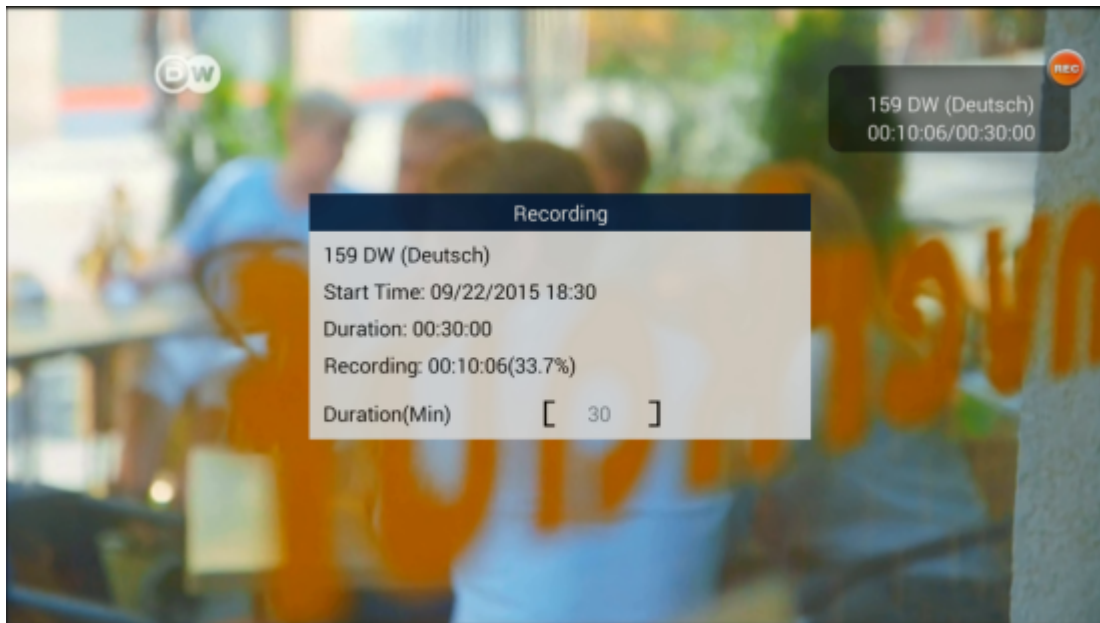 DW
REC
159 DW (Deutsch)
00:10:06/00:30:00
Recording
159 DW (Deutsch)
Start Time: 09/22/2015 18:30
Duration: 00:30:00
Recording: 00:10:06(33.7%)
Duration(Min) [ 30 ]